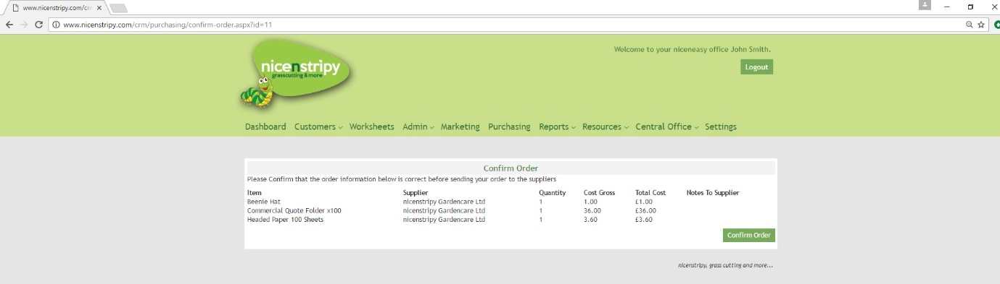 www.nicenstripy.com/crm
www.nicenstripy.com/crm/purchasing/confirm-order.aspx?id=11
nicenstripy
grasscutting & more
Welcome to your niceneasy office John Smith.
Logout
Dashboard Customers Worksheets Admin Marketing Purchasing Reports Resources Central Office Settings
Confirm Order
Please Confirm that the order information below is correct before sending your order to the suppliers
Item Supplier Quantity Cost Gross Total Cost Notes To Supplier
Beenie Hat nicenstripy Gardencare Ltd 1 1.00 £1.00
Commercial Quote Folder x100 nicenstripy Gardencare Ltd 1 36.00 £36.00
Headed Paper 100 Sheets nicenstripy Gardencare Ltd 1 3.60 £3.60
Confirm Order
nicenstripy, grass cutting and more...